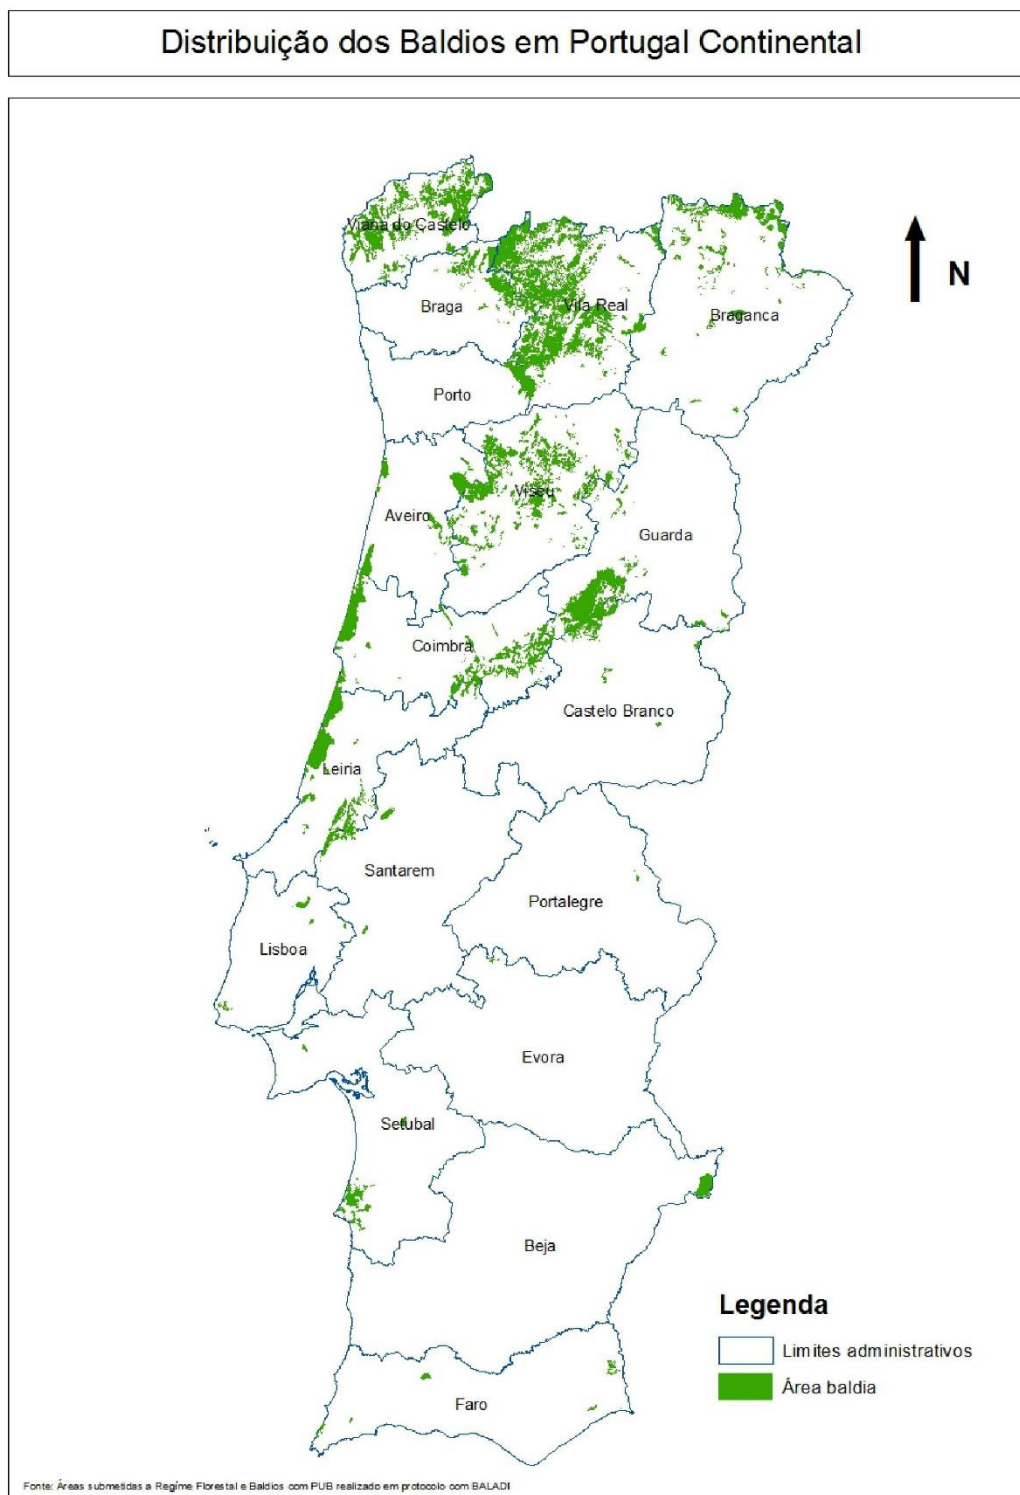 Distribuição dos Baldios em Portugal Continental
Viana do Castelo
Braga
Vila Real
Braganca
N
Porto
Aveiro
Viseu
Guarda
Coimbra
Castelo Branco
Leiria
Santarem
Portalegre
Lisboa
Evora
Setubal
Beja
Faro
Legenda
Limites administrativos
Área baldia
Fonte: Áreas submetidas a Regime Florestal e Baldios com PUB realizado em protocolo com BALADI